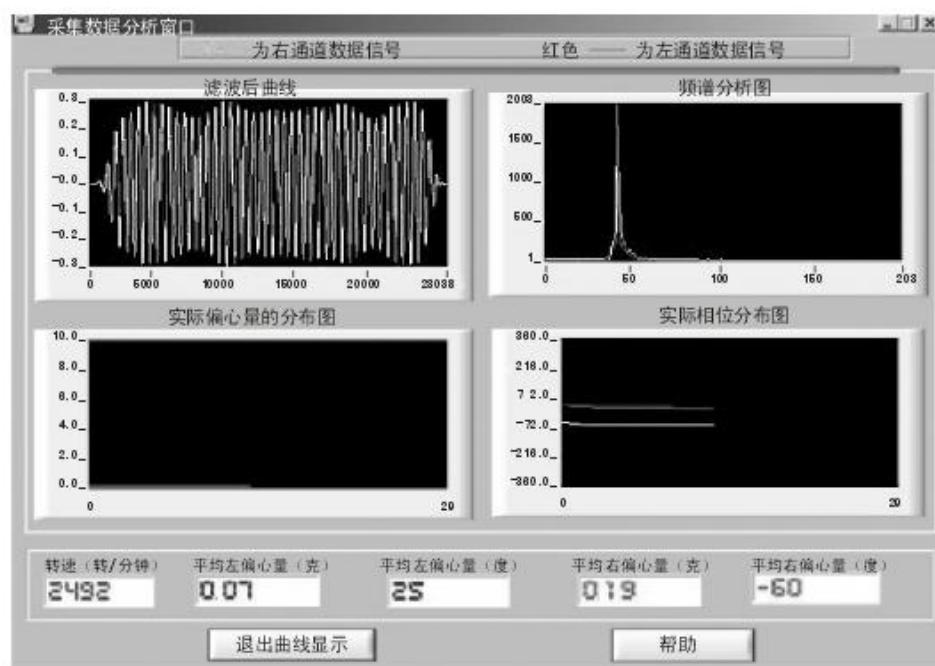 采集数据分析窗口
为右通道数据信号 红色 —— 为左通道数据信号
滤波后曲线
0.3
0.2
0.1
-0.0
-0.1
-0.2
-0.3
0 5000 10000 15000 20000 28088
频谱分析图
2008
1500
1000
500
1
0 50 100 150 203
实际偏心量的分布图
10.0
8.0
6.0
4.0
2.0
0.0
0 29
实际相位分布图
360.0
216.0
72.0
-72.0
-216.0
-360.0
0 29
转速（转/分钟） 平均左偏心量（克） 平均左偏心量（度） 平均右偏心量（克） 平均右偏心量（度）
2492 0.07 25 019 -60
退出曲线显示 帮助